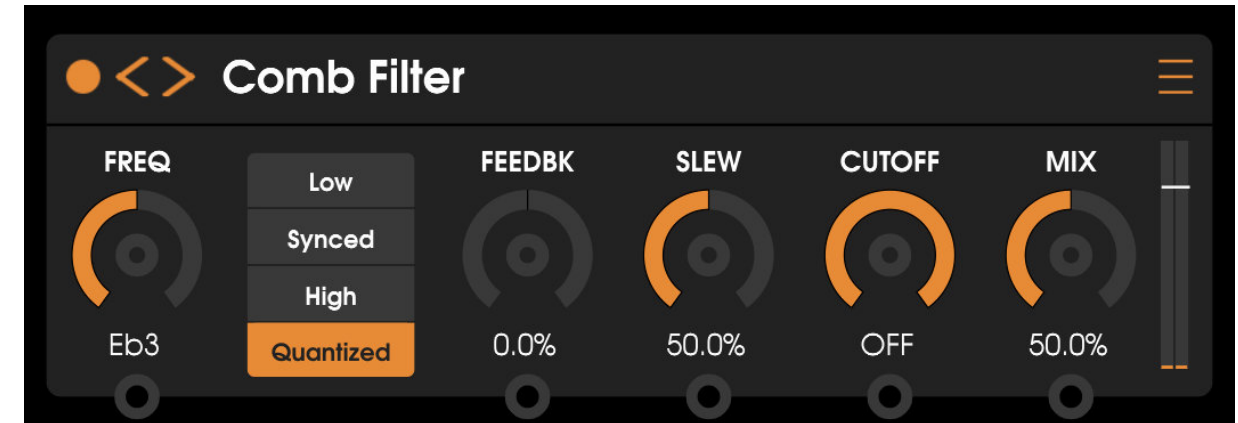 Comb Filter
FREQ
Eb3
Low
Synced
High
Quantized
FEEDBK
0.0%
SLEW
50.0%
CUTOFF
OFF
MIX
50.0%